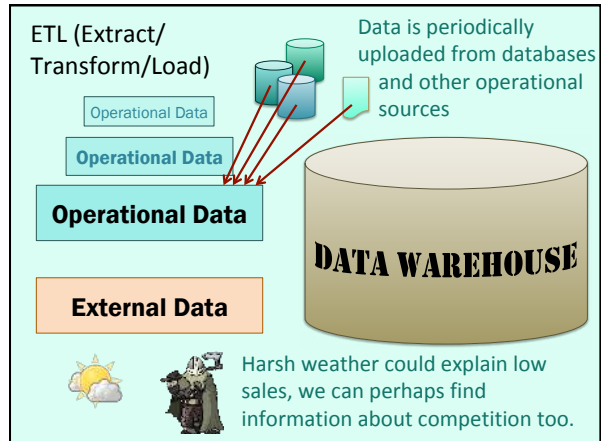 ETL (Extract/
Transform/Load)
Data is periodically
uploaded from databases
and other operational
sources
Operational Data
Operational Data
Operational Data
DATA WAREHOUSE
External Data
Harsh weather could explain low
sales, we can perhaps find
information about competition too.